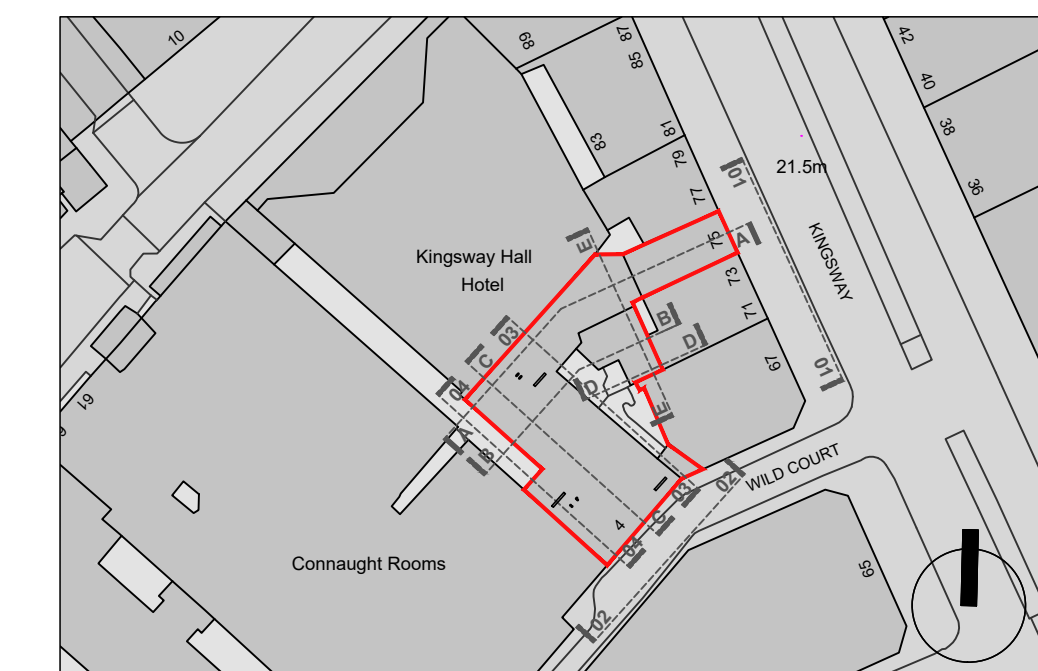 10
89
87
85
42
40
38
36
83
81
79
77
75
73
71
67
65
61
4
21.5m
KINGSWAY
WILD COURT
Kingsway Hall
Hotel
Connaught Rooms
01
01
A
A
B
B
C
C
D
D
E
E
02
02
03
03
04
04